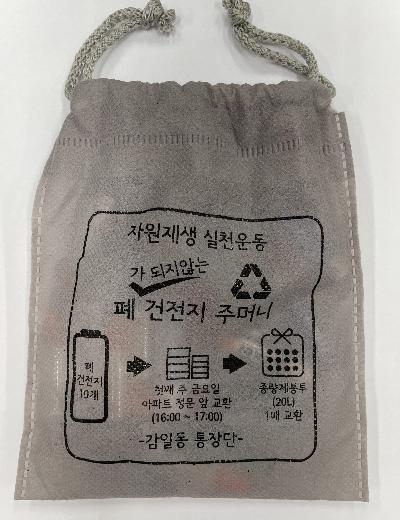 자원재생 실천운동
가 되지않는
폐 건전지 주머니
폐
건전지
10개
첫째 주 금요일
아파트 정문 앞 교환
(16:00 ~ 17:00)
종량제봉투
(20L)
1매 교환
-감일동 통장단-